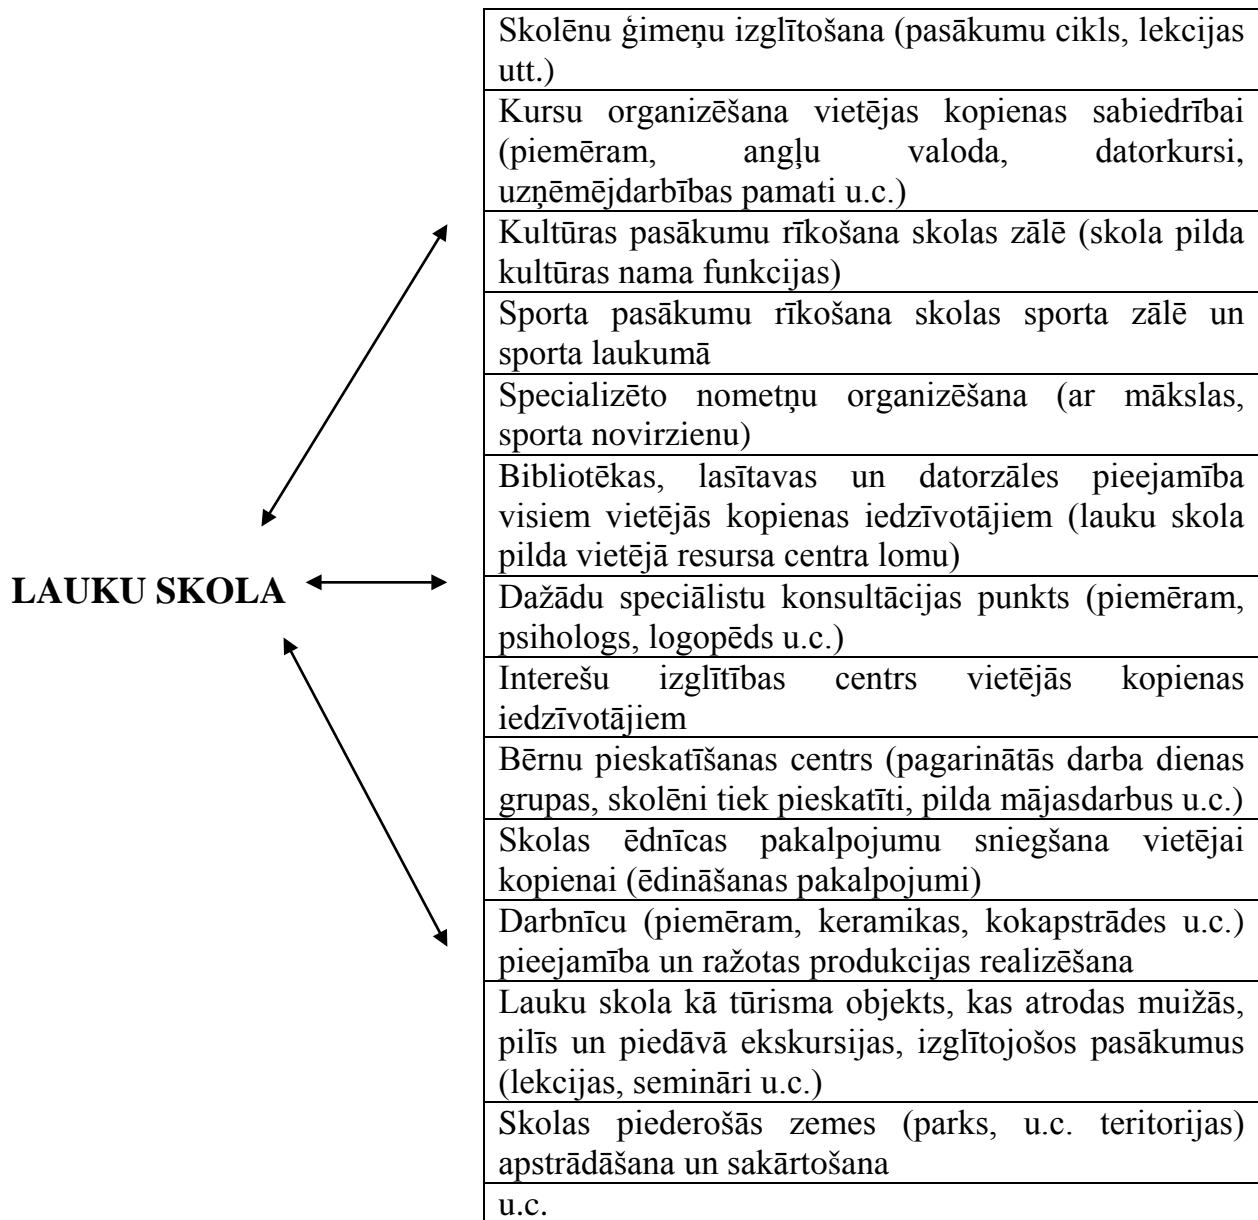 Skolēnu ģimeņu izglītošana (pasākumu cikls, lekcijas
utt.)
Kursu organizēšana vietējas kopienas sabiedrībai
(piemēram, angļu valoda, datorkursi,
uzņēmējdarbības pamati u.c.)
Kultūras pasākumu rīkošana skolas zālē (skola pilda
kultūras nama funkcijas)
Sporta pasākumu rīkošana skolas sporta zālē un
sporta laukumā
Specializēto nometņu organizēšana (ar mākslas,
sporta novirzienu)
Bibliotēkas, lasītavas un datorzāles pieejamība
visiem vietējās kopienas iedzīvotājiem (lauku skola
pilda vietējā resursa centra lomu)
LAUKU SKOLA
Dažādu speciālistu konsultācijas punkts (piemēram,
psihologs, logopēds u.c.)
Interešu izglītības centrs vietējās kopienas
iedzīvotājiem
Bērnu pieskatīšanas centrs (pagarinātās darba dienas
grupas, skolēni tiek pieskatīti, pilda mājasdarbus u.c.)
Skolas ēdnīcas pakalpojumu sniegšana vietējai
kopienai (ēdināšanas pakalpojumi)
Darbnīcu (piemēram, keramikas, kokapstrādes u.c.)
pieejamība un ražotas produkcijas realizēšana
Lauku skola kā tūrisma objekts, kas atrodas muižās,
pilīs un piedāvā ekskursijas, izglītojošos pasākumus
(lekcijas, semināri u.c.)
Skolas piederošās zemes (parks, u.c. teritorijas)
apstrādāšana un sakārtošana
u.c.